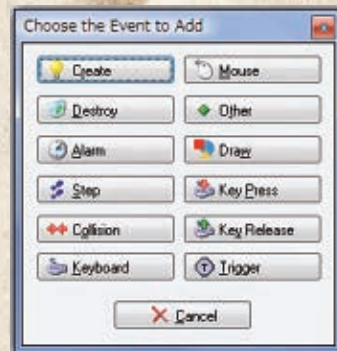 Choose the Event to Add
Create
Mouse
Destroy
Other
Alarm
Draw
Step
Key Press
Collision
Key Release
Keyboard
Trigger
Cancel